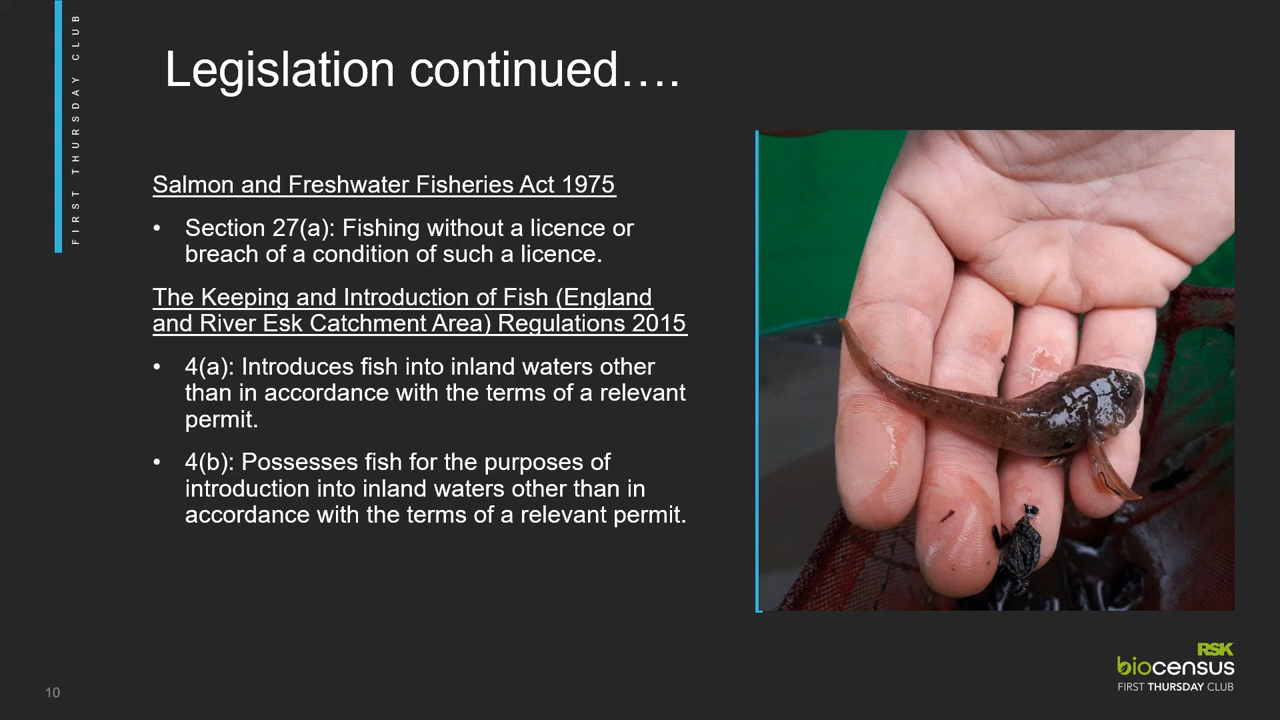 FIRST THURSDAY CLUB
Legislation continued….
Salmon and Freshwater Fisheries Act 1975
• Section 27(a): Fishing without a licence or
breach of a condition of such a licence.
The Keeping and Introduction of Fish (England
and River Esk Catchment Area) Regulations 2015
• 4(a): Introduces fish into inland waters other
than in accordance with the terms of a relevant
permit.
• 4(b): Possesses fish for the purposes of
introduction into inland waters other than in
accordance with the terms of a relevant permit.
RSK
biocensus
FIRST THURSDAY CLUB
10